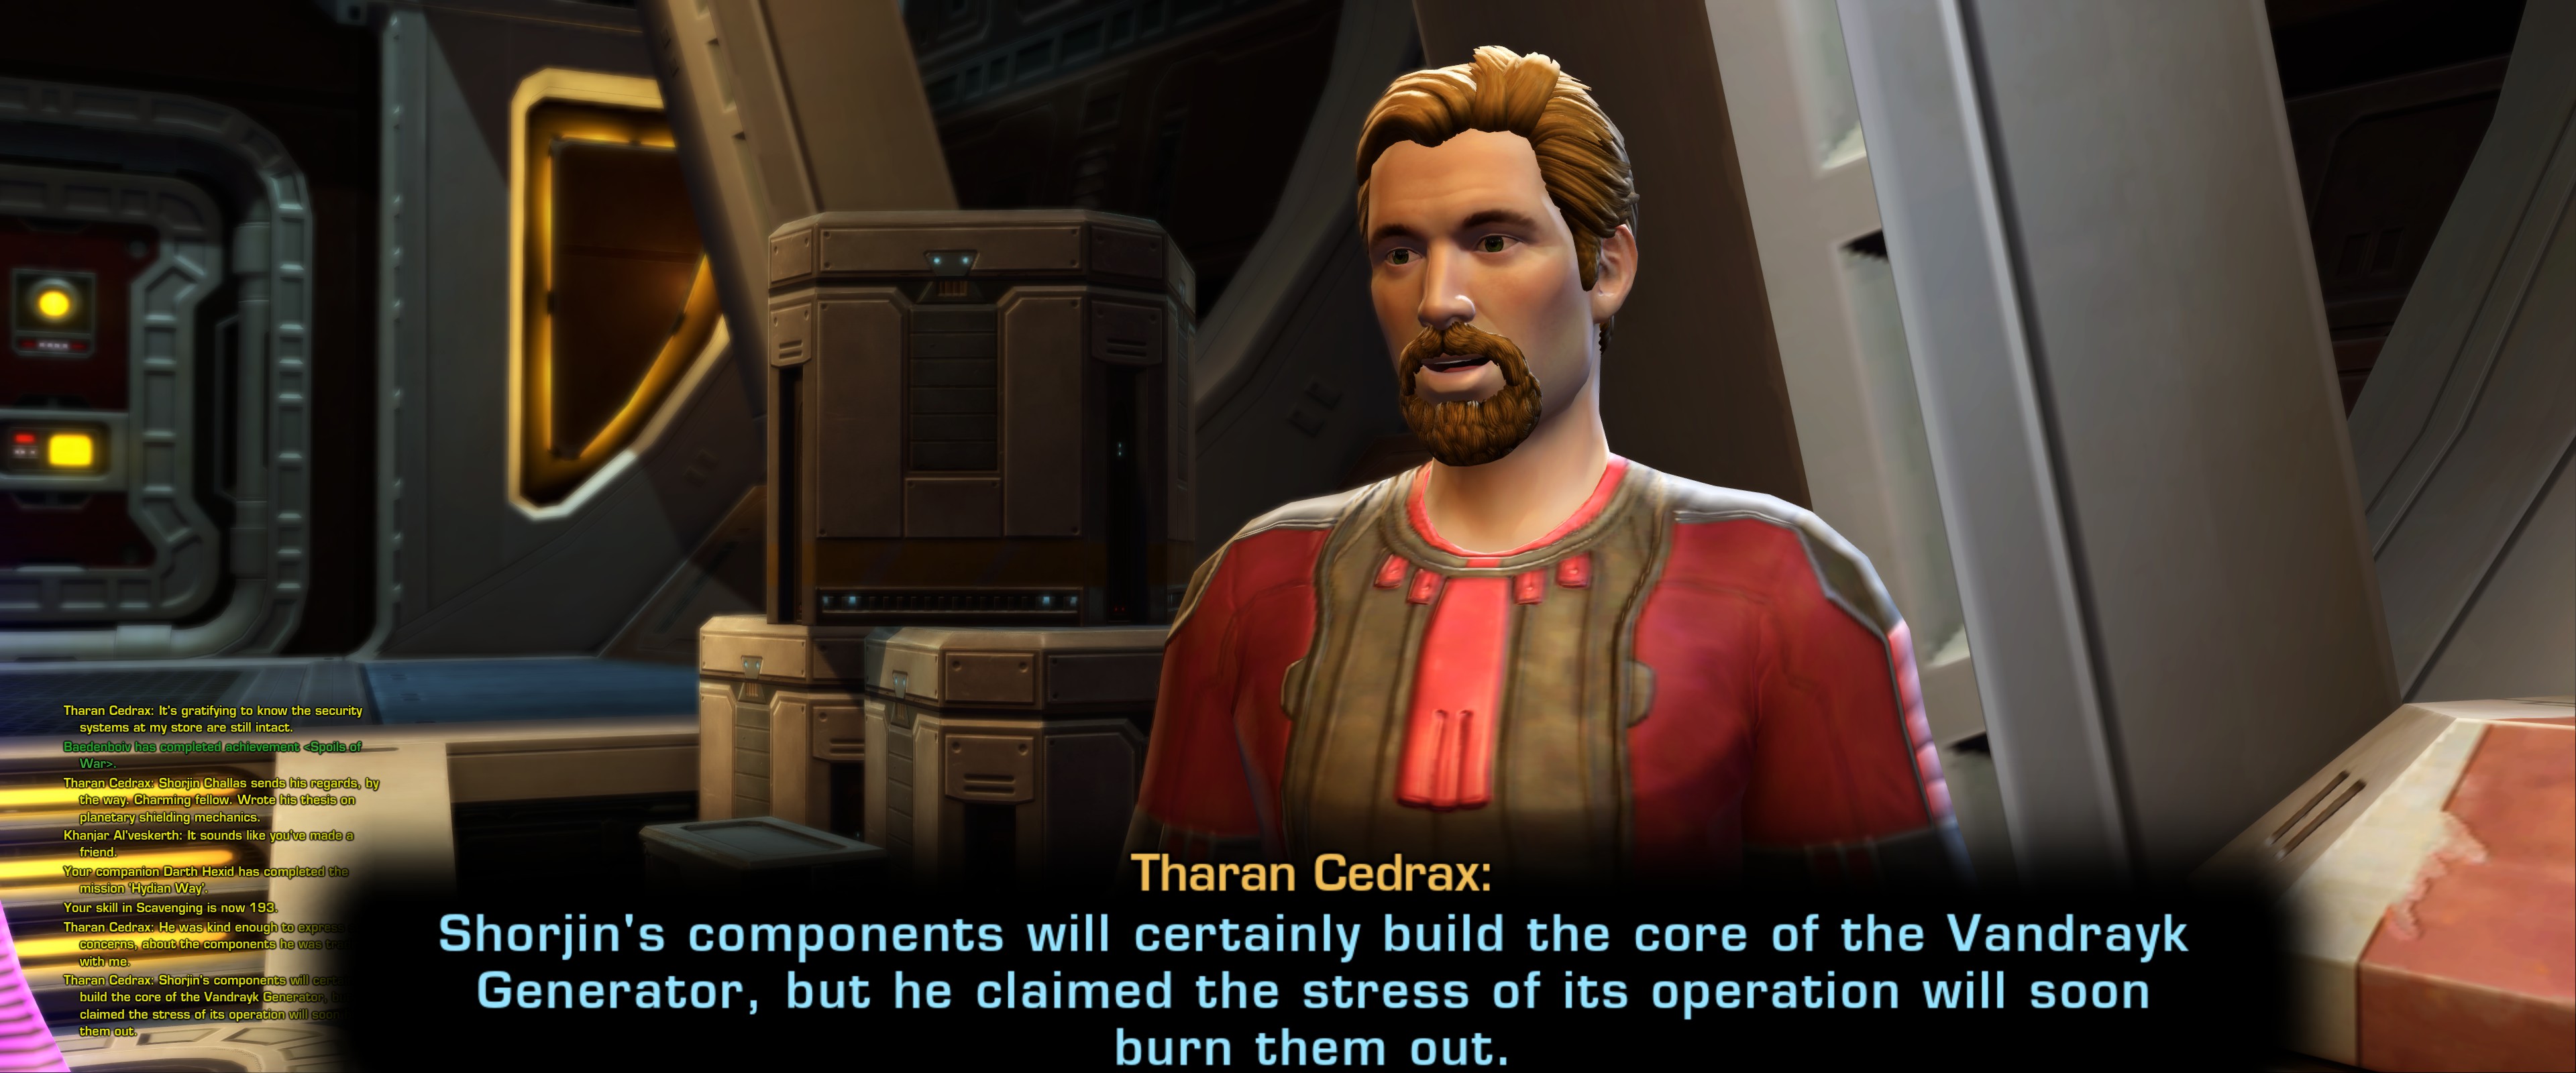 Tharan Cedrax: It's gratifying to know the security
systems at my store are still intact.
Baedenboiv has completed achievement <Spoils of
War>.
Tharan Cedrax: Shorjin Challas sends his regards, by
the way. Charming fellow. Wrote his thesis on
planetary shielding mechanics.
Khanjar Al'veskerth: It sounds like you've made a
friend.
Your companion Darth Hexid has completed the
mission 'Hydian Way'.
Your skill in Scavenging is now 193.
Tharan Cedrax: He was kind enough to express
concerns, about the components he was
with me.
Tharan Cedrax: Shorjin's components will
build the core of the Vandrayk Generator,
claimed the stress of its operation will soon
them out.
Tharan Cedrax:
Shorjin's components will certainly build the core of the Vandrayk
Generator, but he claimed the stress of its operation will soon
burn them out.